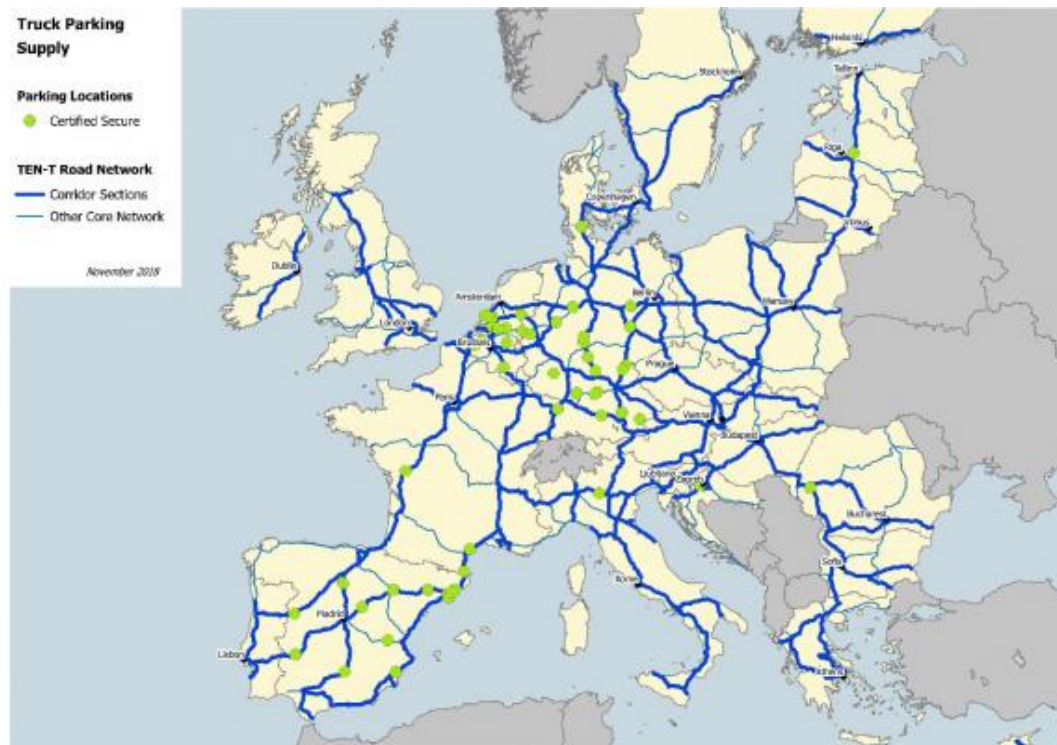 Truck Parking
Supply
Parking Locations
Certified Secure
TEN-T Road Network
Corridor Sections
Other Core Network
November 2018
Helsinki
Tallinn
Stockholm
Riga
Copenhagen
Vilnius
Dublin
Berlin
Warsaw
Amsterdam
London
Brussels
Prague
Paris
Vienna
Budapest
Ljubljana
Zagreb
Bucharest
Sofia
Rome
Madrid
Lisbon
Athens